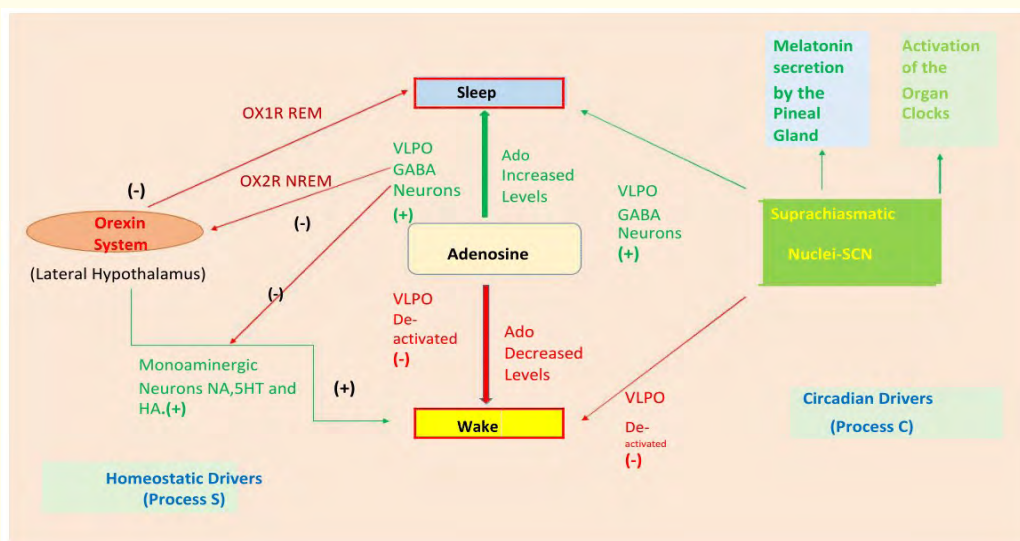 Melatonin
secretion
by the
Pineal
Gland
Activation
of the
Organ
Clocks
Sleep
OX1R REM
VLPO
GABA
Neurons
(+)
Ado
Increased
Levels
(-)
OX2R NREM
(-)
VLPO
GABA
Neurons
(+)
Orexin
System
(Lateral Hypothalamus)
Suprachiasmatic
Nuclei-SCN
Adenosine
(-)
VLPO
De-
activated
(-)
Ado
Decreased
Levels
Monoaminergic
Neurons NA,5HT and
HA.(+)
(+)
Wake
VLPO
De-
activated
(-)
Circadian Drivers
(Process C)
Homeostatic Drivers
(Process S)